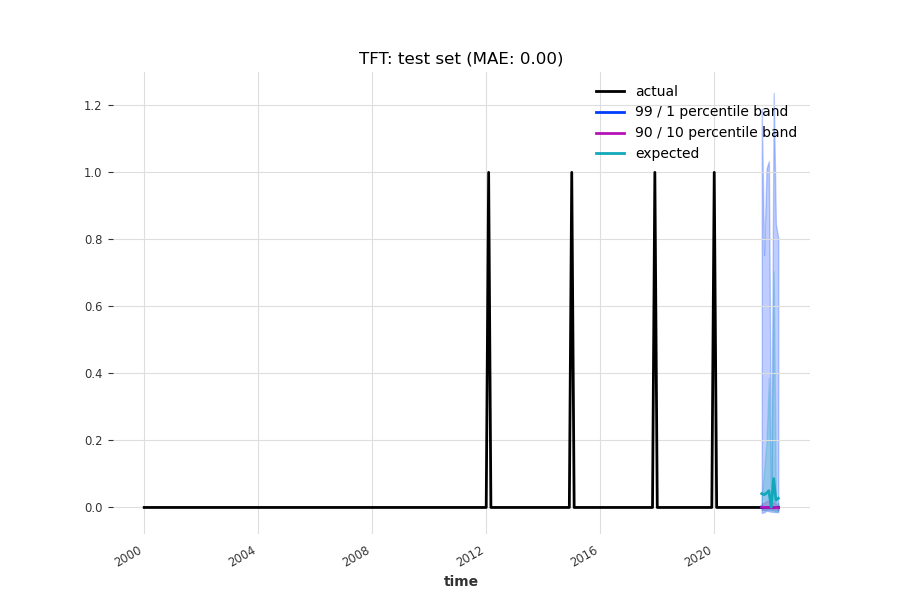 TFT: test set (MAE: 0.00)
actual
99 / 1 percentile band
90 / 10 percentile band
expected
1.2
1.0
0.8
0.6
0.4
0.2
0.0
2000
2004
2008
2012
2016
2020
time